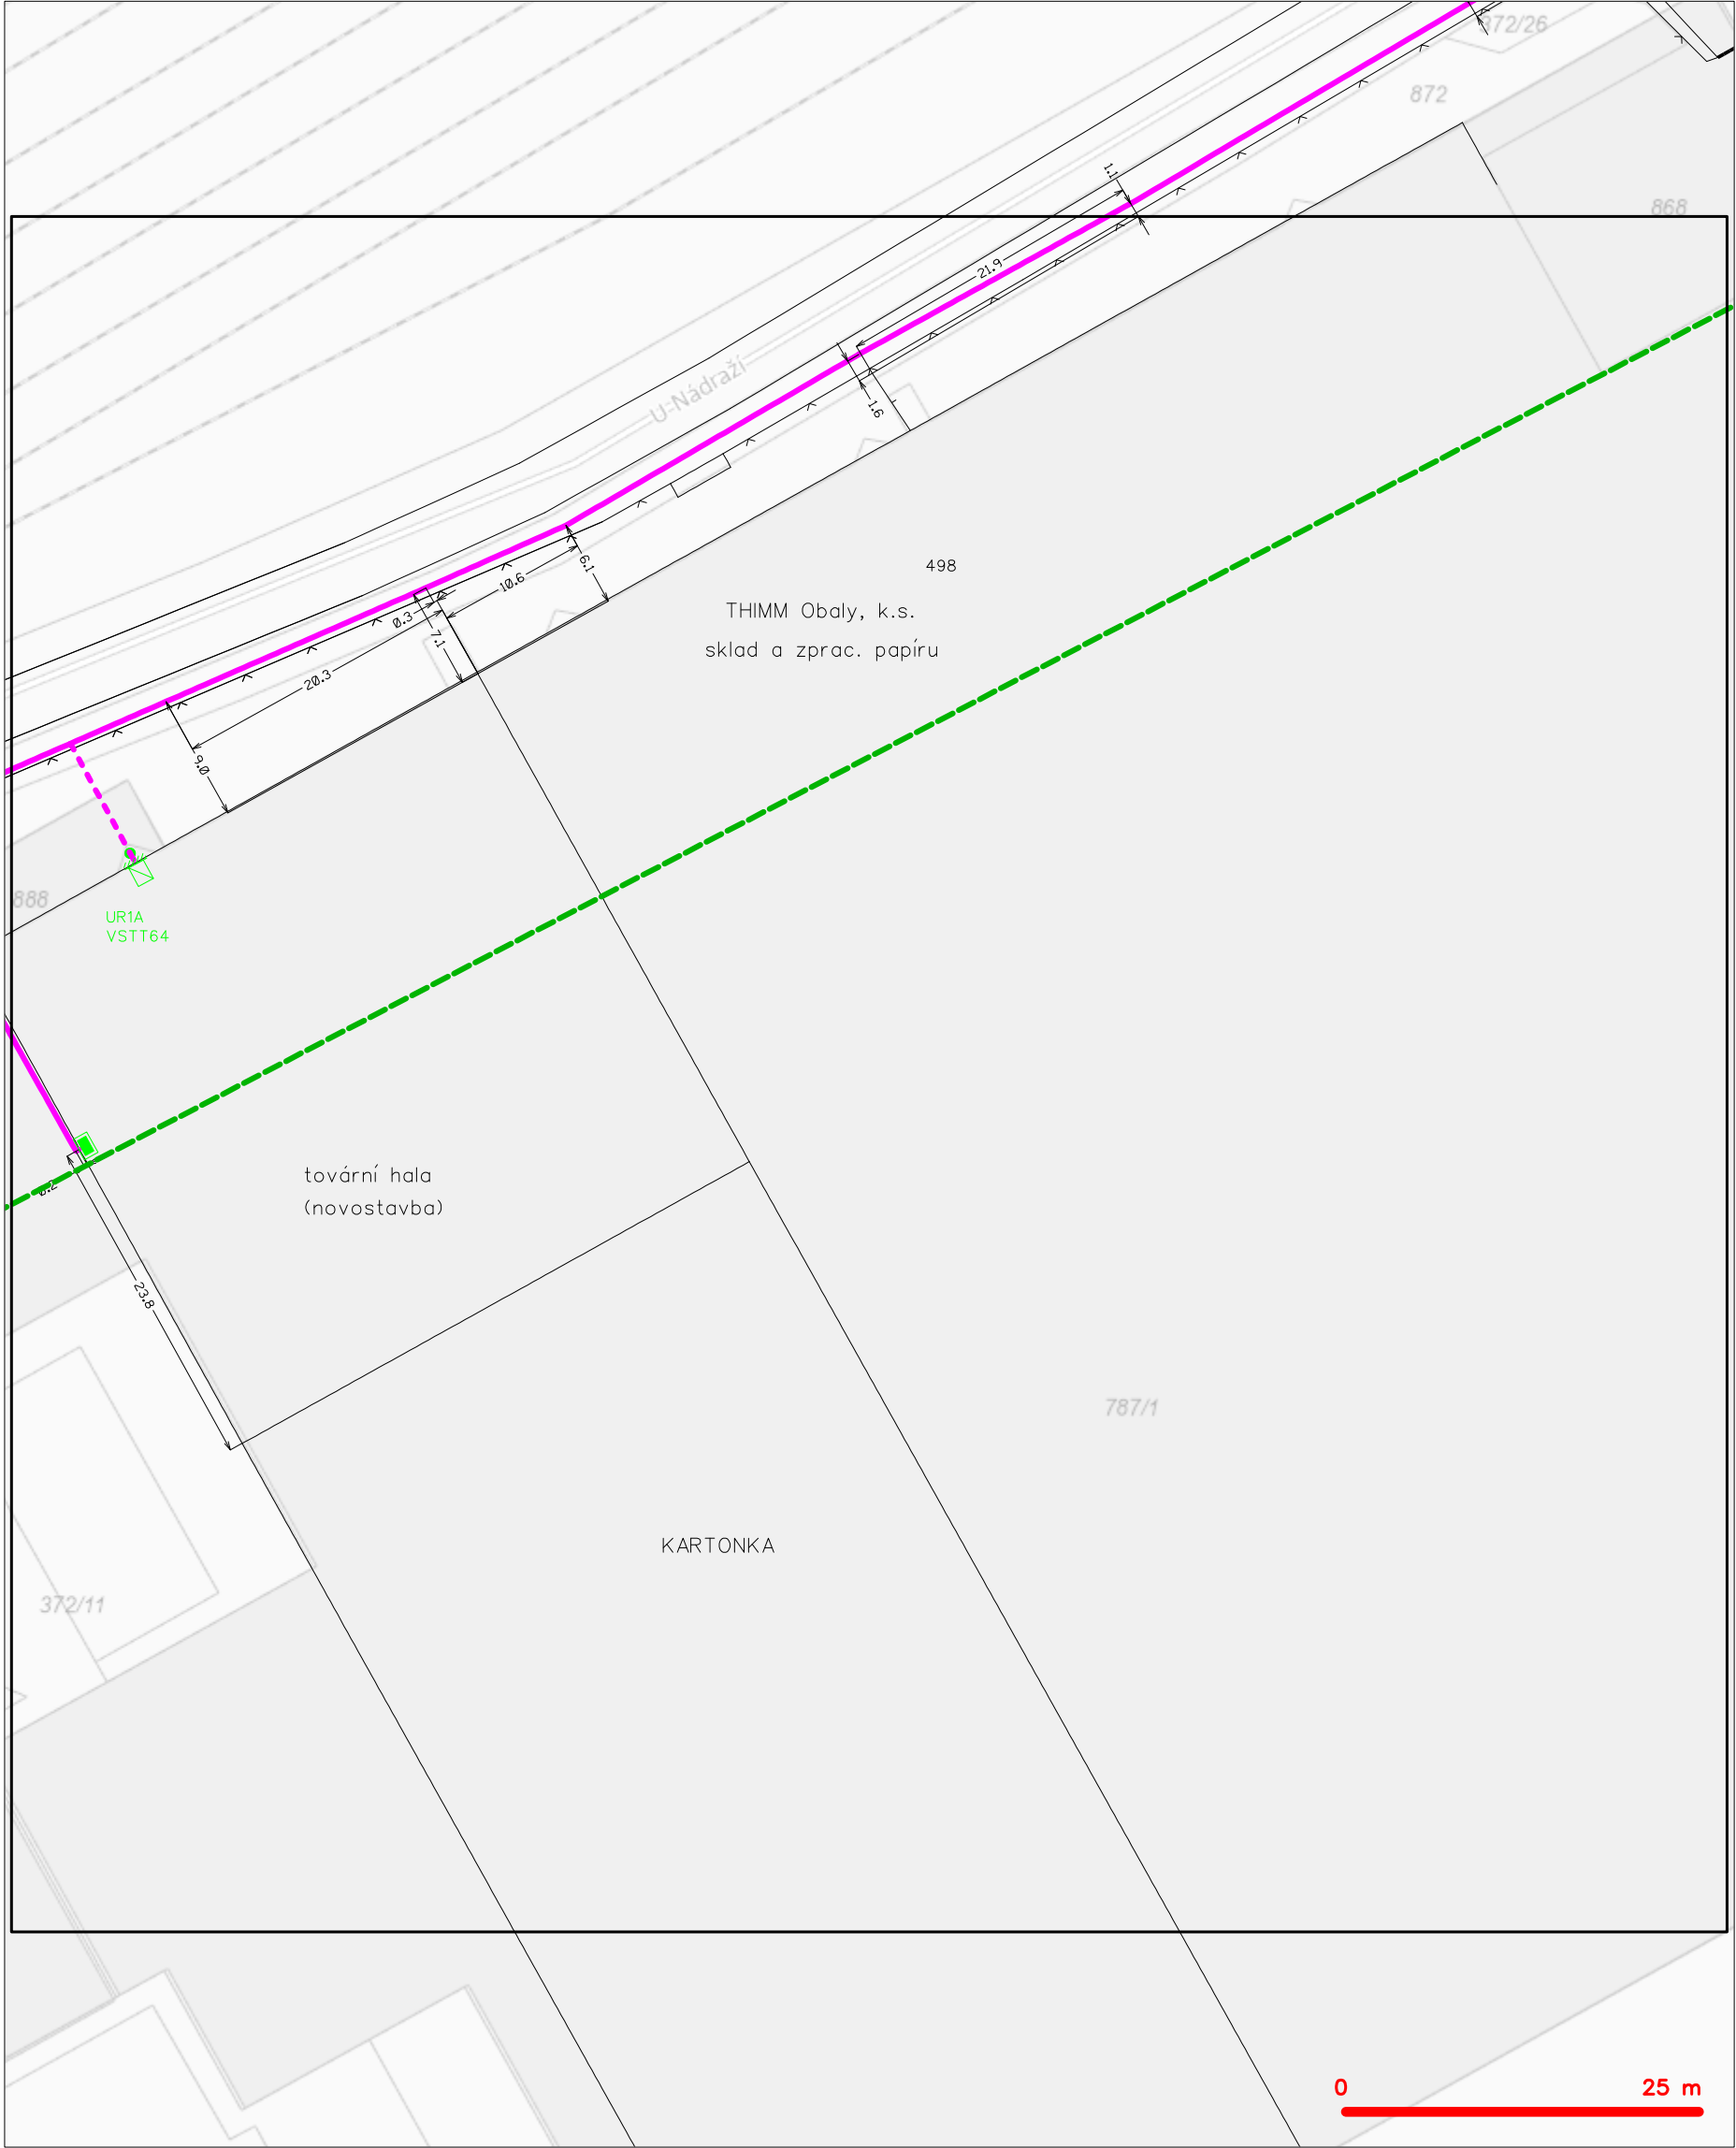 372/26
872
1.1
868
21.9
U Nádraží
1.6
498
6.1
10.6
THIMM Obaly, k.s.
0.3
7.1
sklad a zprac. papíru
20.3
9.0
888
UR1A
VSTT64
tovární hala
(novostavba)
23.8
787/1
KARTONKA
372/11
0 25 m